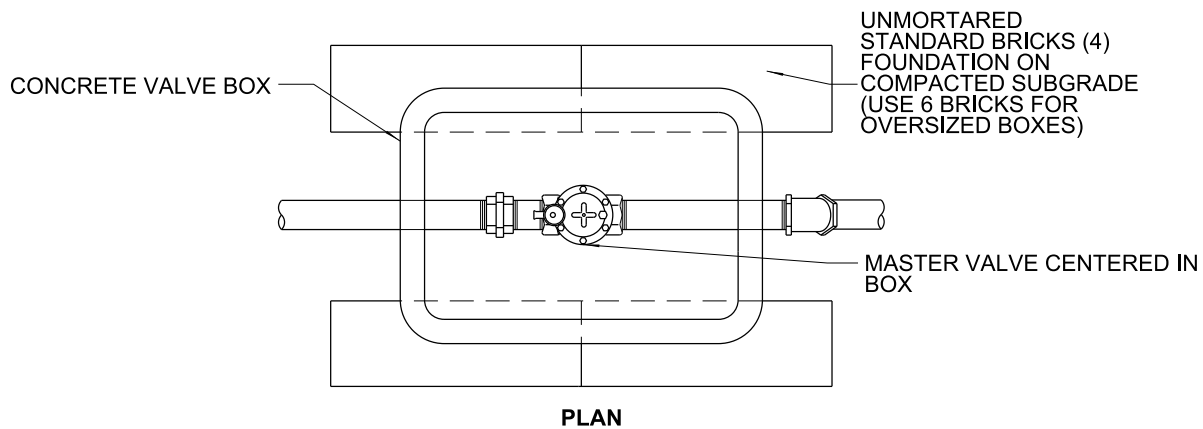 UNMORTARED
STANDARD BRICKS (4)
FOUNDATION ON
COMPACTED SUBGRADE
(USE 6 BRICKS FOR
OVERSIZED BOXES)
CONCRETE VALVE BOX
MASTER VALVE CENTERED IN
BOX
PLAN